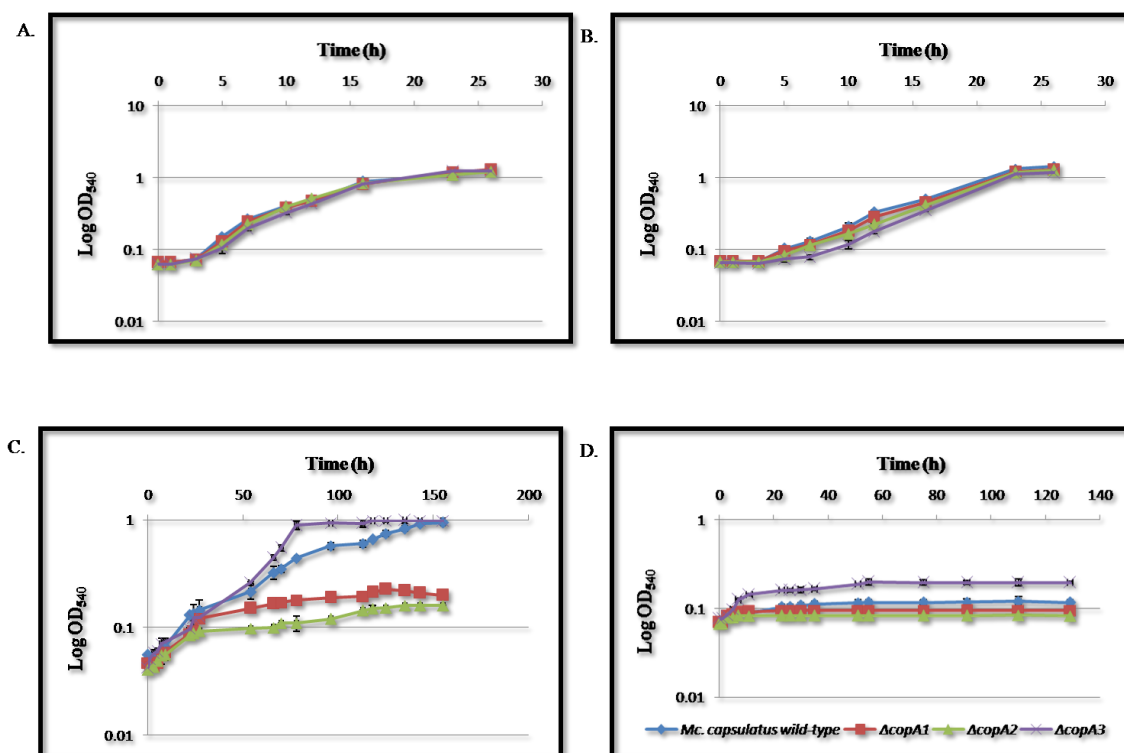 A.
Time (h)
0 5 10 15 20 25 30
10
1
0.1
0.01
Log OD540
B.
Time (h)
0 5 10 15 20 25 30
10
1
0.1
0.01
Log OD540
C.
Time (h)
0 50 100 150 200
1
0.1
0.01
Log OD540
D.
Time (h)
0 20 40 60 80 100 120 140
1
0.1
0.01
Log OD540
Mc. capsulatus wild-type ΔcopA1 ΔcopA2 ΔcopA3